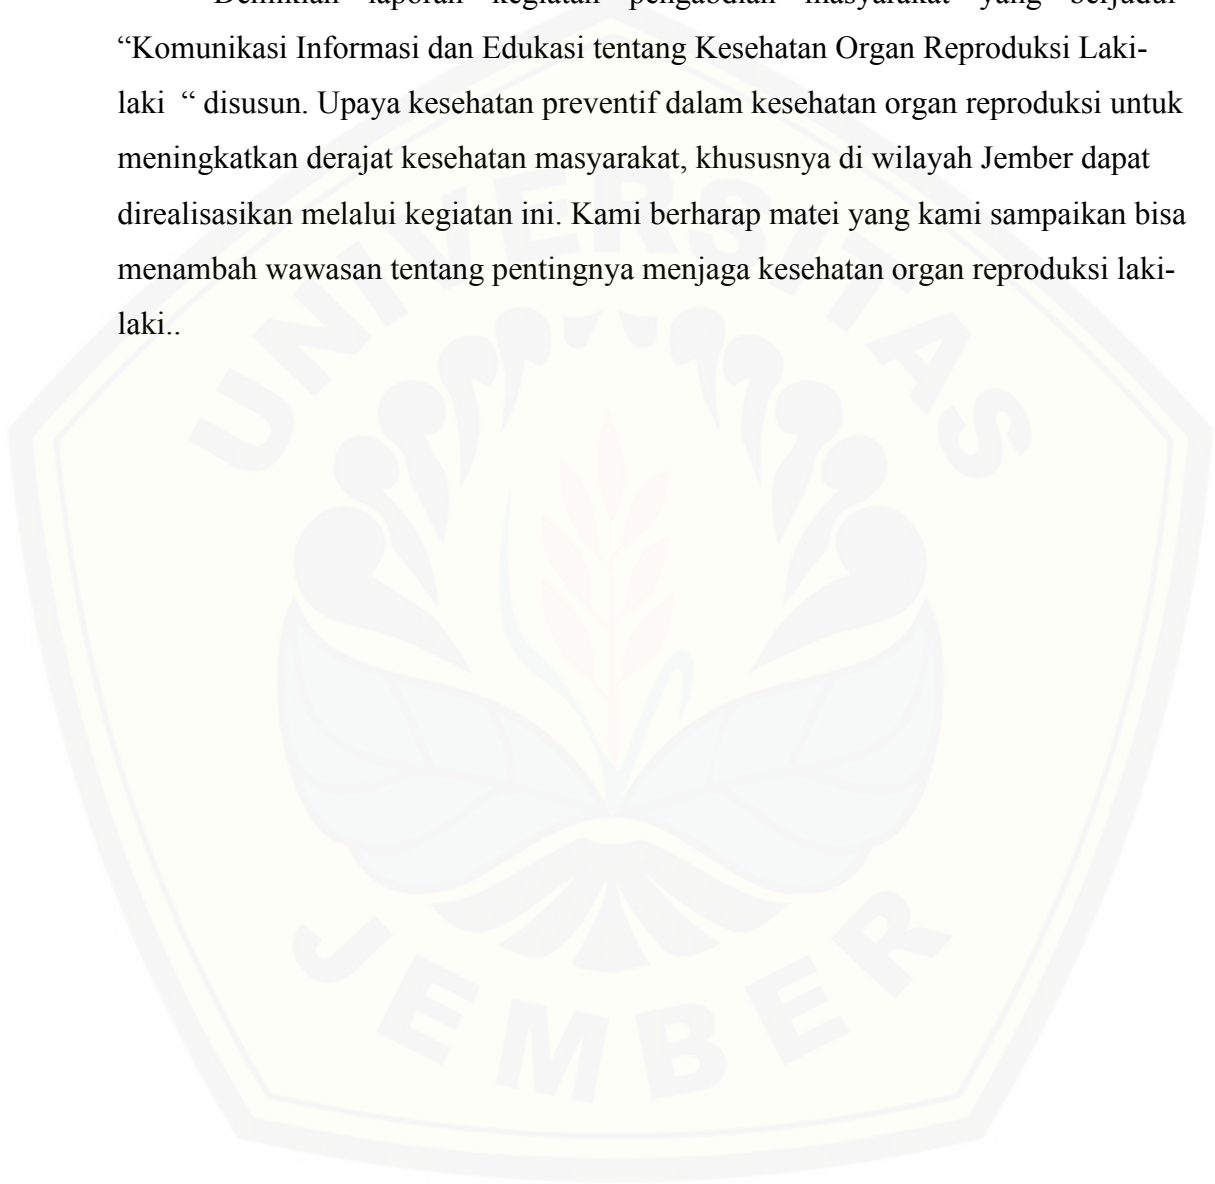 Demikian laporan kegiatan pengabdian masyarakat yang berjudul
“Komunikasi Informasi dan Edukasi tentang Kesehatan Organ Reproduksi Laki-
laki “ disusun. Upaya kesehatan preventif dalam kesehatan organ reproduksi untuk
meningkatkan derajat kesehatan masyarakat, khususnya di wilayah Jember dapat
direalisasikan melalui kegiatan ini. Kami berharap matei yang kami sampaikan bisa
menambah wawasan tentang pentingnya menjaga kesehatan organ reproduksi laki-
laki..
UNIVERSITAS
JEMBER